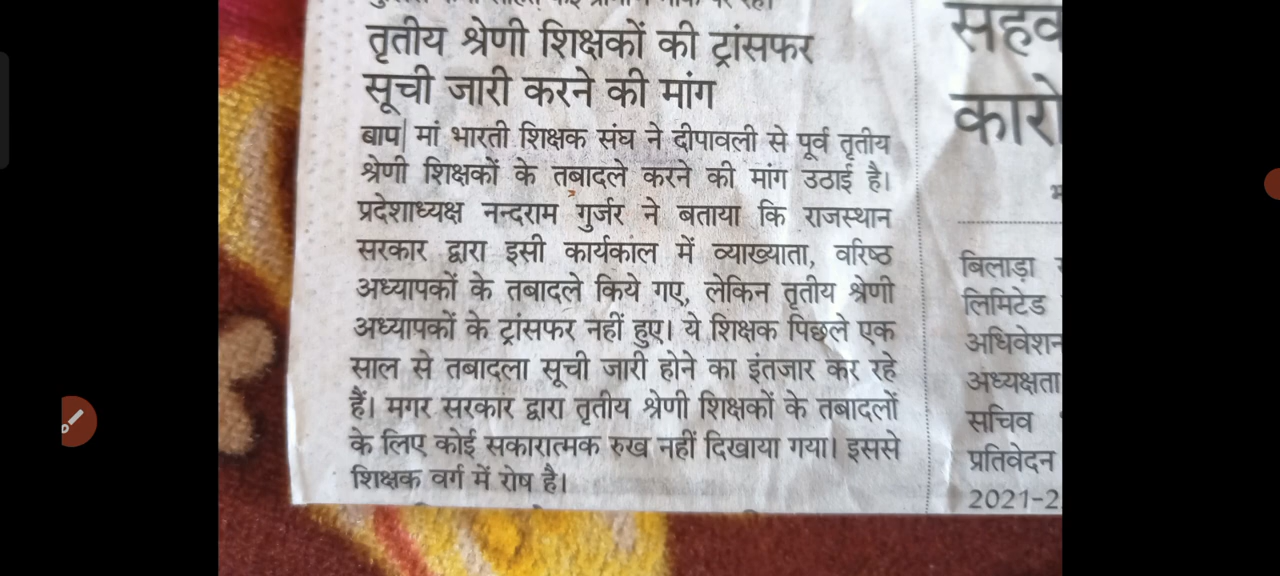 तृतीय श्रेणी शिक्षकों की ट्रांसफर
सूची जारी करने की मांग
बाप| मां भारती शिक्षक संघ ने दीपावली से पूर्व तृतीय
श्रेणी शिक्षकों के तबादले करने की मांग उठाई है।
प्रदेशाध्यक्ष नन्दराम गुर्जर ने बताया कि राजस्थान
सरकार द्वारा इसी कार्यकाल में व्याख्याता, वरिष्ठ
अध्यापकों के तबादले किये गए, लेकिन तृतीय श्रेणी
अध्यापकों के ट्रांसफर नहीं हुए। ये शिक्षक पिछले एक
साल से तबादला सूची जारी होने का इंतजार कर रहे
हैं। मगर सरकार द्वारा तृतीय श्रेणी शिक्षकों के तबादलों
के लिए कोई सकारात्मक रुख नहीं दिखाया गया। इससे
शिक्षक वर्ग में रोष है।
बिलाड़ा
लिमिटेड
अधिवेशन
अध्यक्षता
सचिव
प्रतिवेदन
2021-2